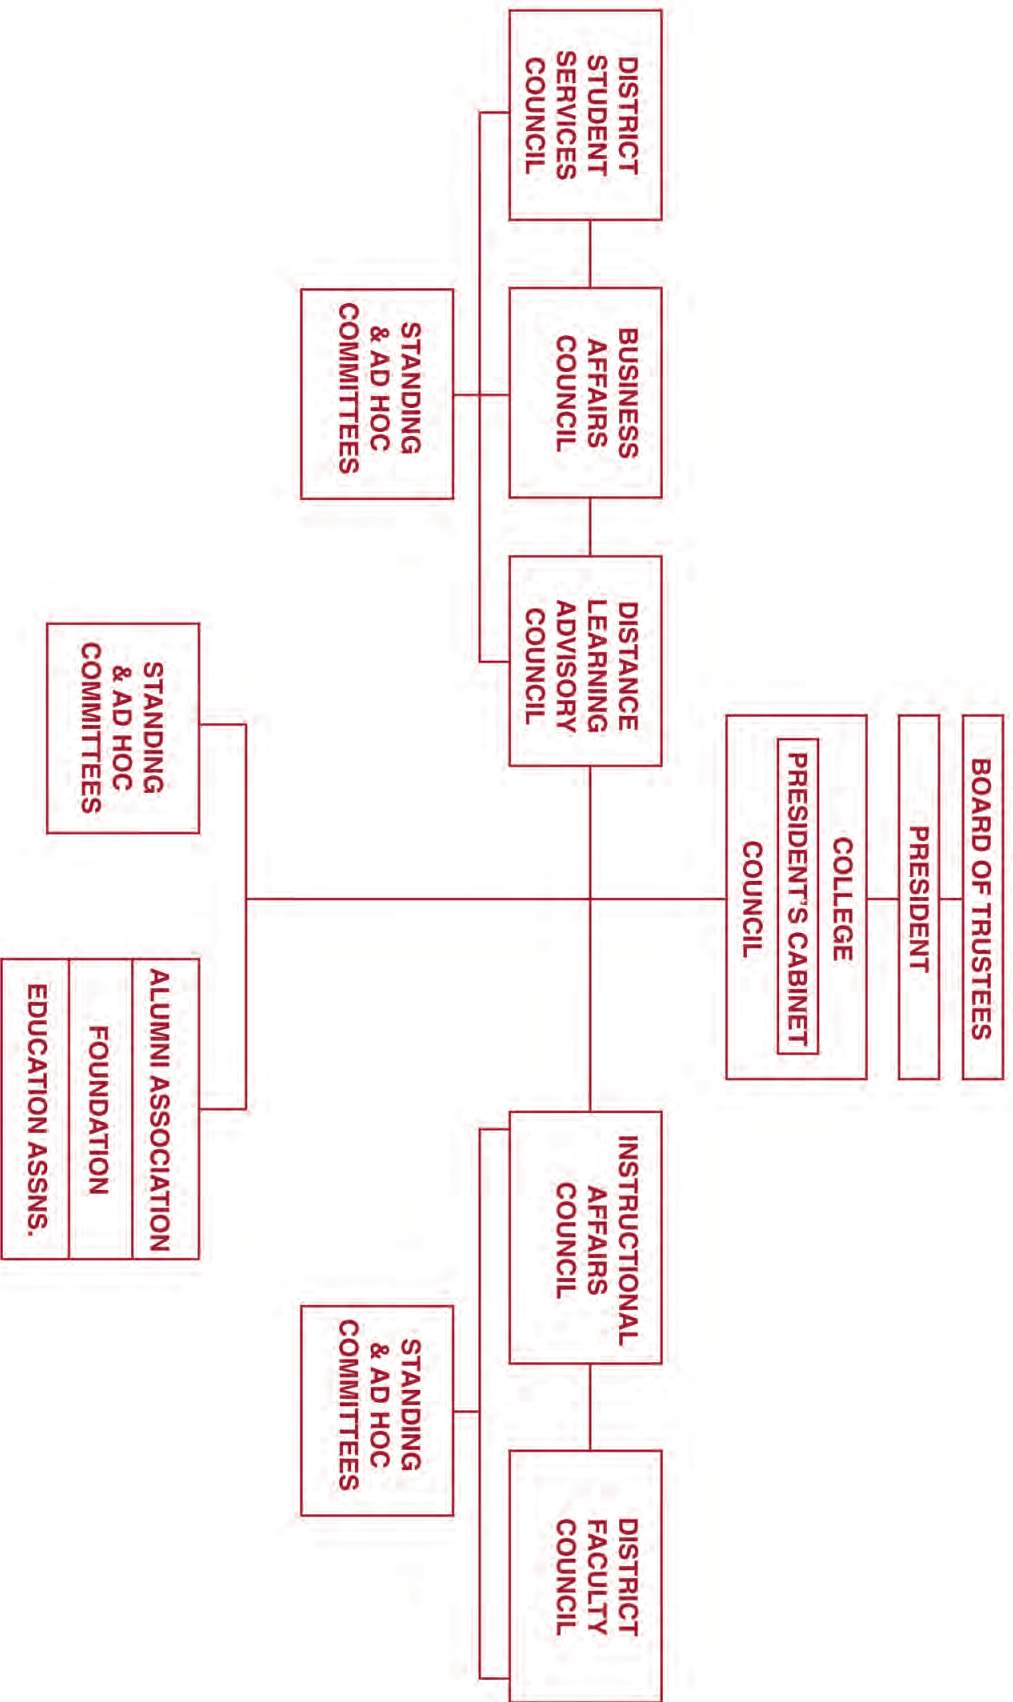 BOARD OF TRUSTEES
PRESIDENT
COLLEGE
PRESIDENT'S CABINET
COUNCIL
DISTRICT
STUDENT
SERVICES
COUNCIL
BUSINESS
AFFAIRS
COUNCIL
DISTANCE
LEARNING
ADVISORY
COUNCIL
INSTRUCTIONAL
AFFAIRS
COUNCIL
DISTRICT
FACULTY
COUNCIL
STANDING
& AD HOC
COMMITTEES
STANDING
& AD HOC
COMMITTEES
STANDING
& AD HOC
COMMITTEES
ALUMNI ASSOCIATION
FOUNDATION
EDUCATION ASSNS.